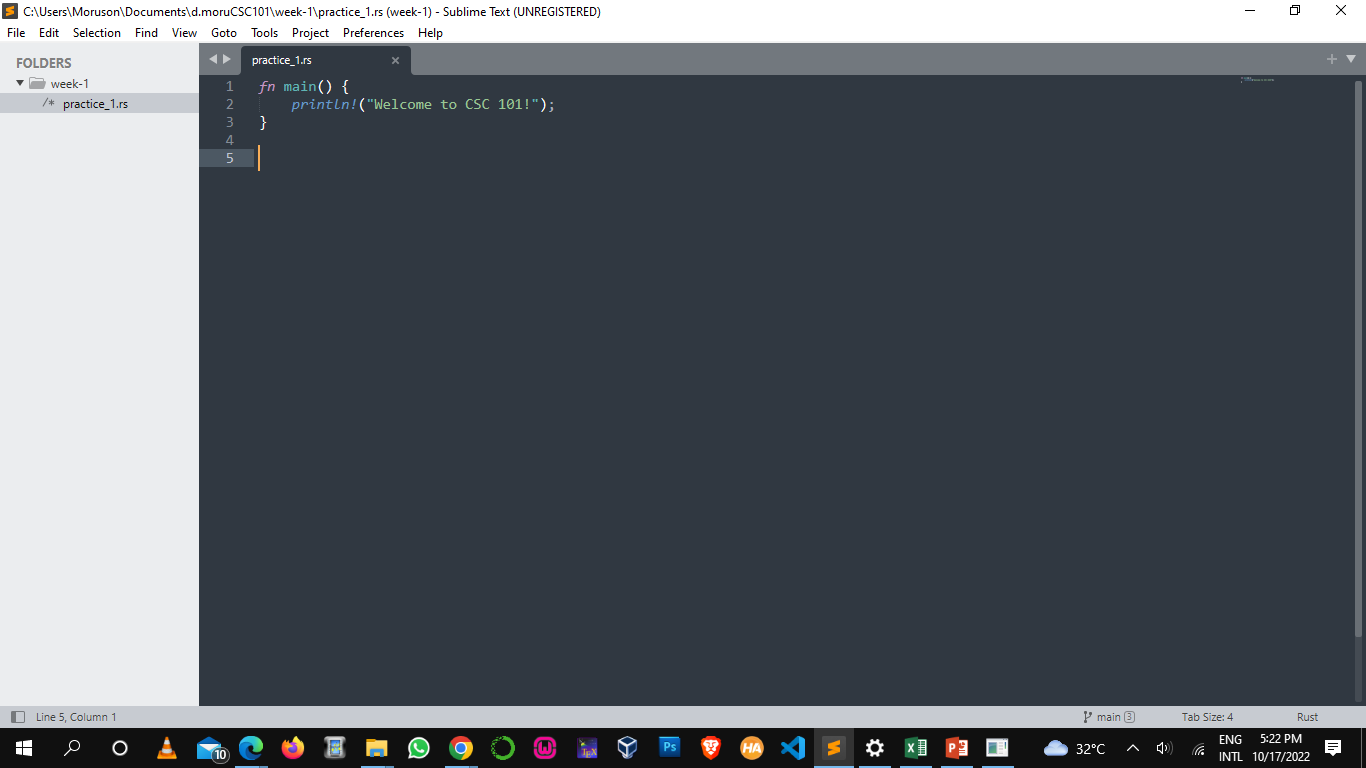 C:\Users\Moruson\Documents\d.moruCSC101\week-1\practice_1.rs (week-1) - Sublime Text (UNREGISTERED)
File Edit Selection Find View Goto Tools Project Preferences Help
FOLDERS
week-1
/* practice_1.rs
practice_1.rs
1 fn main() {
2 println!("Welcome to CSC 101!");
3 }
4
5
Line 5, Column 1
main 3
Tab Size: 4
Rust
10
Ps
HA
32°C
ENG
INTL
5:22 PM
10/17/2022